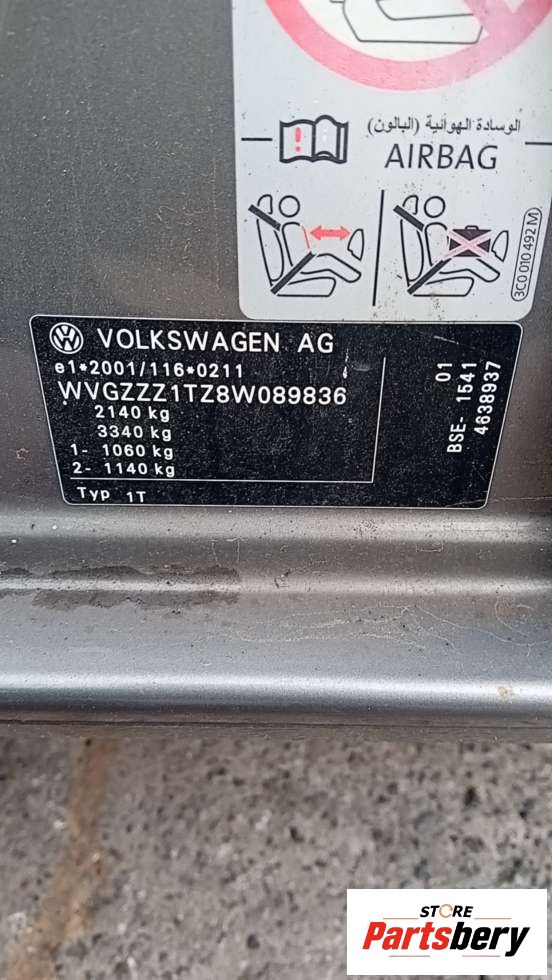 الوسادة الهوائية (البالون)
AIRBAG
3C0 010 492 M
VOLKSWAGEN AG
e1*2001/116*0211
WVGZZZ1TZ8W089836
2140 kg
3340 kg
1- 1060 kg
2- 1140 kg
Typ 1T
01
BSE- 1541
4638937
STORE
Partsbery